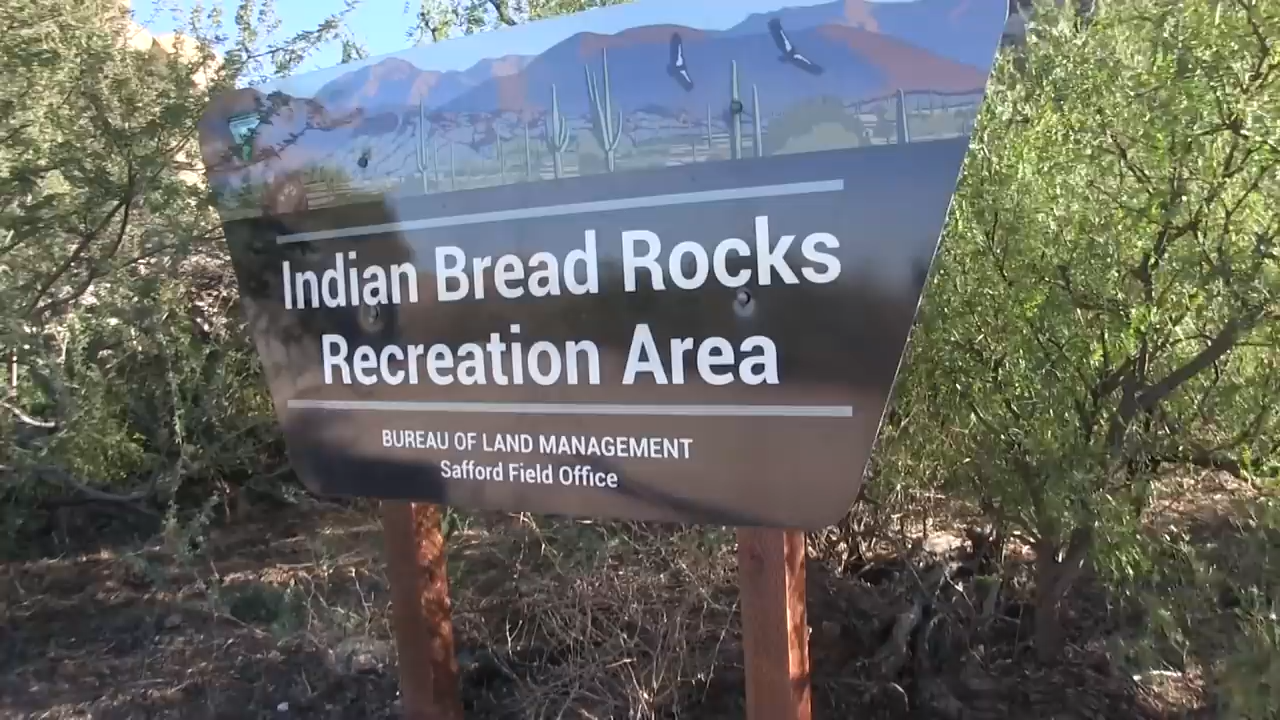 Indian Bread Rocks
Recreation Area
BUREAU OF LAND MANAGEMENT
Safford Field Office